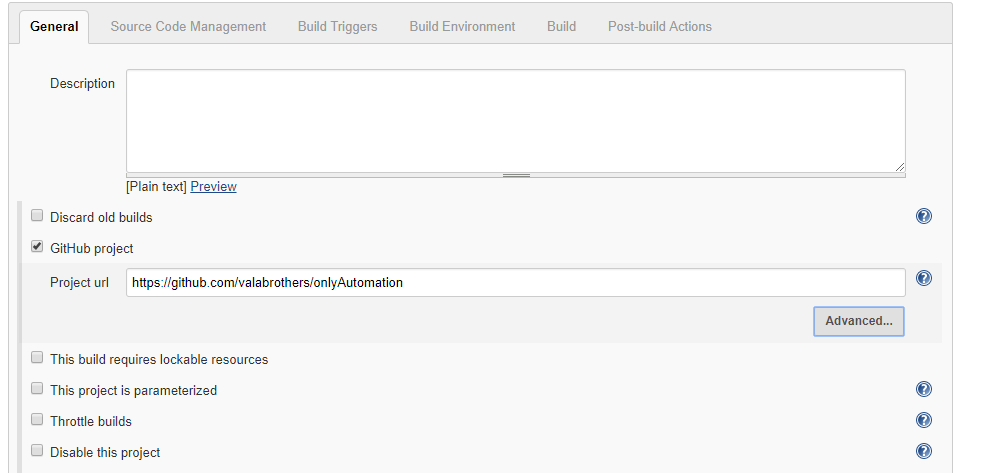 General Source Code Management Build Triggers Build Environment Build Post-build Actions
Description
[Plain text] Preview
Discard old builds ?
GitHub project
Project url https://github.com/valabrothers/onlyAutomation ?
Advanced...
This build requires lockable resources
This project is parameterized ?
Throttle builds ?
Disable this project ?